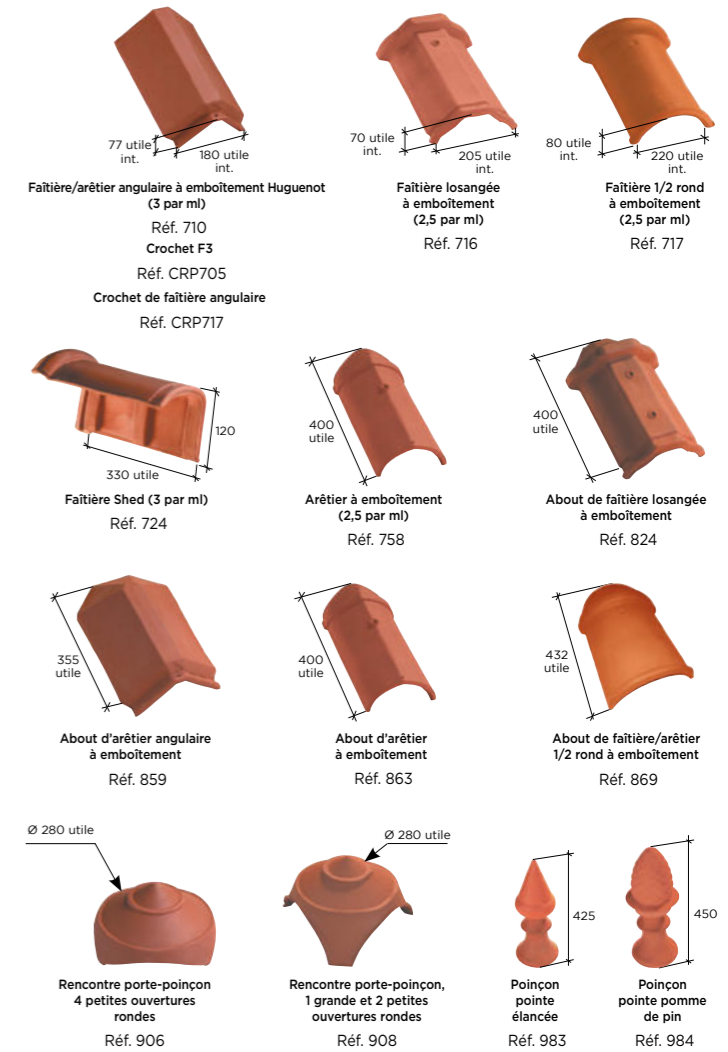 77 utile
int.
180 utile
int.
Faîtière/arêtier angulaire à emboîtement Huguenot
(3 par ml)
Réf. 710
Crochet F3
Réf. CRP705
Crochet de faîtière angulaire
Réf. CRP717
70 utile
int.
205 utile
int.
Faîtière losangée
à emboîtement
(2,5 par ml)
Réf. 716
80 utile
int.
220 utile
int.
Faîtière 1/2 rond
à emboîtement
(2,5 par ml)
Réf. 717
120
330 utile
Faîtière Shed (3 par ml)
Réf. 724
400
utile
Arêtier à emboîtement
(2,5 par ml)
Réf. 758
400
utile
About de faîtière losangée
à emboîtement
Réf. 824
355
utile
About d'arêtier angulaire
à emboîtement
Réf. 859
400
utile
About d'arêtier
à emboîtement
Réf. 863
432
utile
About de faîtière/arêtier
1/2 rond à emboîtement
Réf. 869
Ø 280 utile
Rencontre porte-poinçon
4 petites ouvertures
rondes
Réf. 906
Ø 280 utile
Rencontre porte-poinçon,
1 grande et 2 petites
ouvertures rondes
Réf. 908
425
Poinçon
pointe
élancée
Réf. 983
450
Poinçon
pointe pomme
de pin
Réf. 984